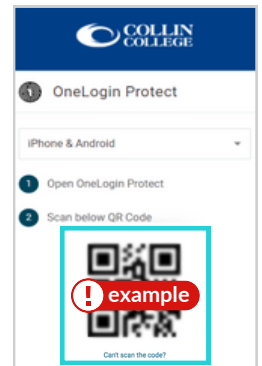 COLLIN
COLLEGE
OneLogin Protect
iPhone & Android
1 Open OneLogin Protect
2 Scan below QR Code
! example
Can't scan the code?